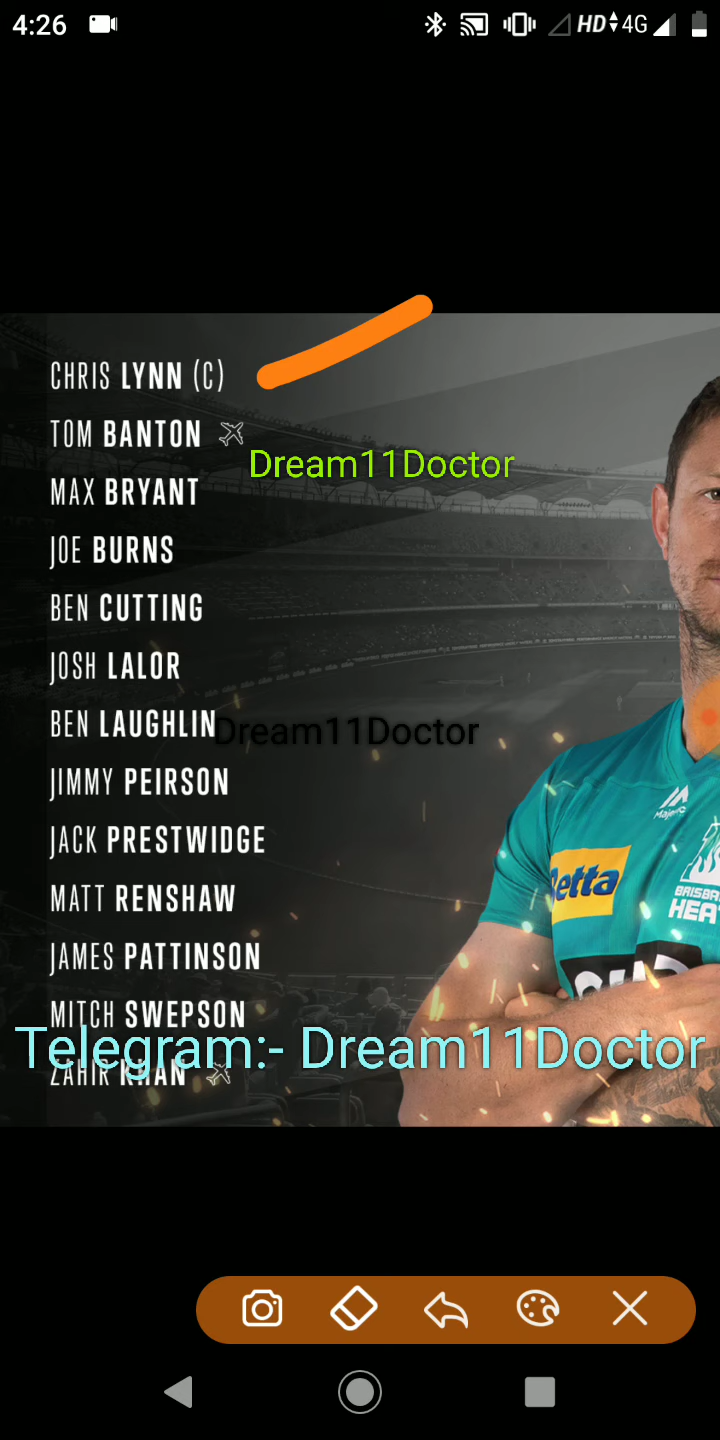 4:26
HD 4G
CHRIS LYNN (C)
TOM BANTON
Dream11Doctor
MAX BRYANT
JOE BURNS
BEN CUTTING
JOSH LALOR
BEN LAUGHLIN
Dream11Doctor
JIMMY PEIRSON
JACK PRESTWIDGE
MATT RENSHAW
JAMES PATTINSON
MITCH SWEPSON
Telegram:- Dream11Doctor
ZAHIR KHAN
Majestic
Betta
BRISBANE
HEAT